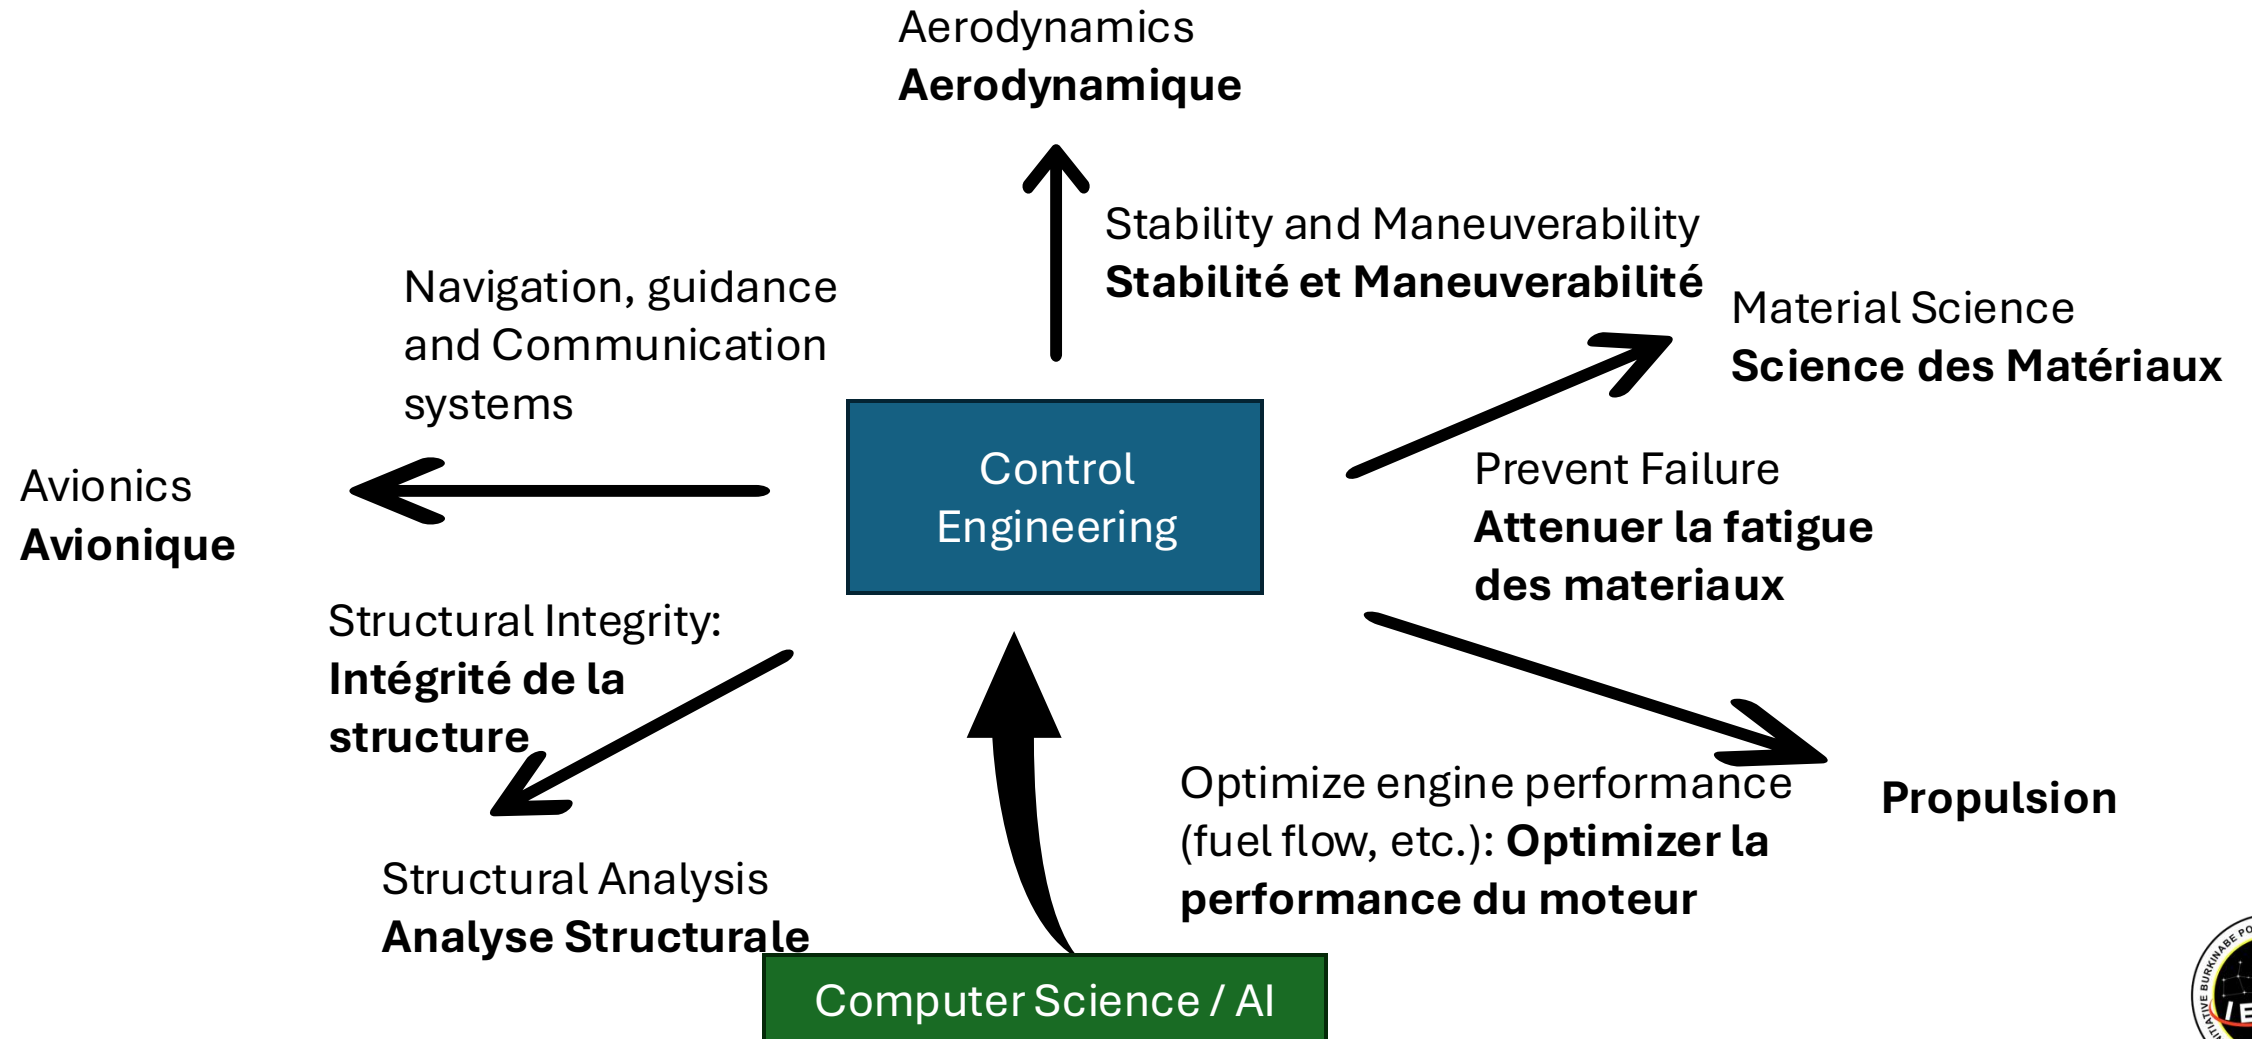 Aerodynamics
Aerodynamique
Stability and Maneuverability
Stabilité et Maneuverabilité
Navigation, guidance
and Communication
systems
Material Science
Science des Matériaux
Control
Engineering
Avionics
Avionique
Prevent Failure
Attenuer la fatigue
des materiaux
Structural Integrity:
Intégrité de la
structure
Optimize engine performance
(fuel flow, etc.): Optimizer la
performance du moteur
Propulsion
Structural Analysis
Analyse Structurale
Computer Science / AI
BURKINABE